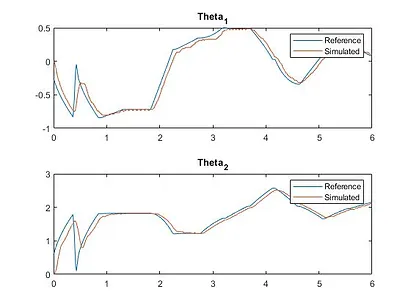 Theta1
0.5
0
-0.5
-1
0 1 2 3 4 5 6
Reference
Simulated
Theta2
3
2
1
0
0 1 2 3 4 5 6
Reference
Simulated